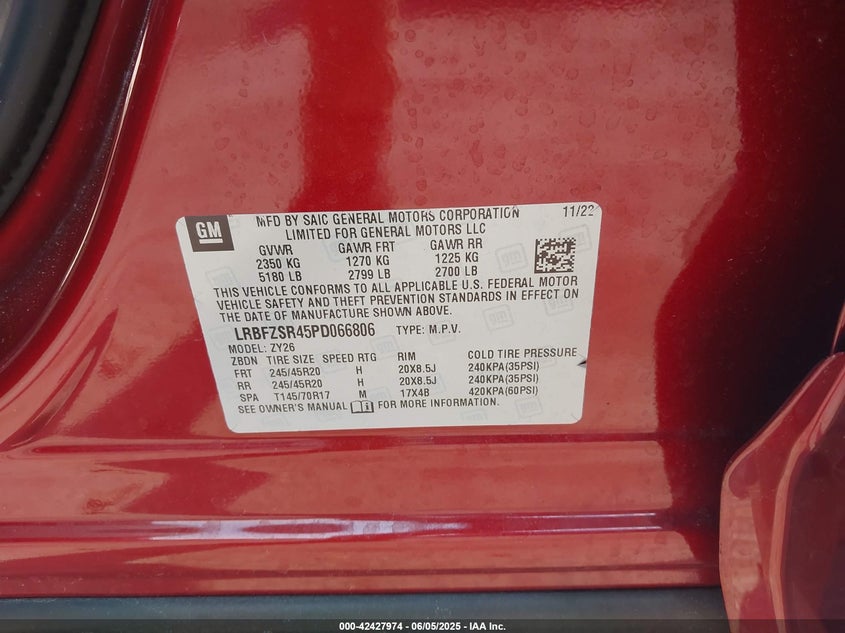 GM
MFD BY SAIC GENERAL MOTORS CORPORATION 11/22
LIMITED FOR GENERAL MOTORS LLC
GVWR GAWR FRT GAWR RR
2350 KG 1270 KG 1225 KG
5180 LB 2799 LB 2700 LB
THIS VEHICLE CONFORMS TO ALL APPLICABLE U.S. FEDERAL MOTOR
VEHICLE SAFETY AND THEFT PREVENTION STANDARDS IN EFFECT ON
THE DATE OF MANUFACTURE SHOWN ABOVE.
LRBFZSR45PD066806 TYPE: M.P.V.
MODEL: ZY26
ZBDN TIRE SIZE SPEED RTG RIM COLD TIRE PRESSURE
FRT 245/45R20 H 20X8.5J 240KPA(35PSI)
RR 245/45R20 H 20X8.5J 240KPA(35PSI)
SPA T145/70R17 M 17X4B 420KPA(60PSI)
SEE OWNER'S MANUAL FOR MORE INFORMATION.
000-42427974 - 06/05/2025 - IAA Inc.